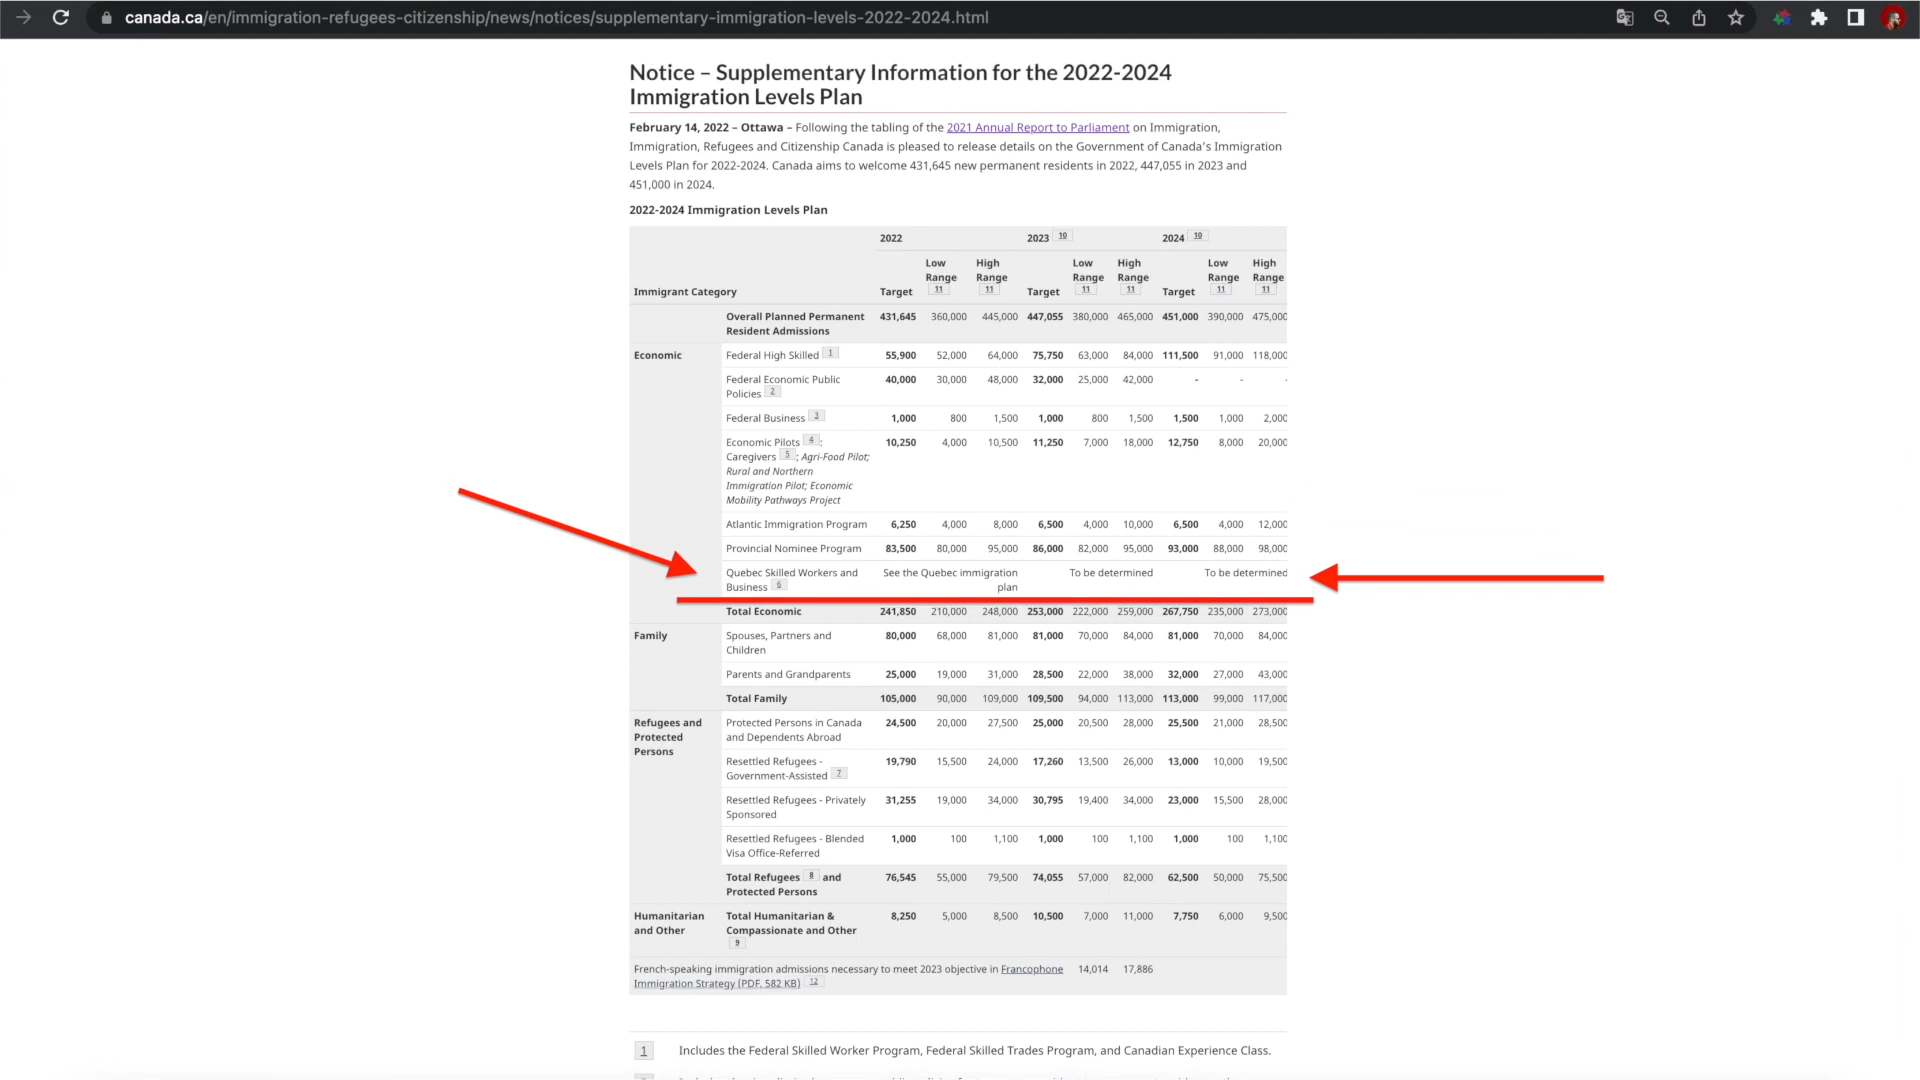 canada.ca/en/immigration-refugees-citizenship/news/notices/supplementary-immigration-levels-2022-2024.html
Notice – Supplementary Information for the 2022-2024
Immigration Levels Plan
February 14, 2022 – Ottawa – Following the tabling of the 2021 Annual Report to Parliament on Immigration,
Immigration, Refugees and Citizenship Canada is pleased to release details on the Government of Canada's Immigration
Levels Plan for 2022-2024. Canada aims to welcome 431,645 new permanent residents in 2022, 447,055 in 2023 and
451,000 in 2024.
2022-2024 Immigration Levels Plan
2022 2023 10 2024 10
Low High Low High Low High
Range Range Range Range Range Range
Immigrant Category Target 11 11 Target 11 11 Target 11 11
Overall Planned Permanent 431,645 360,000 445,000 447,055 380,000 465,000 451,000 390,000 475,000
Resident Admissions
Economic Federal High Skilled 1 55,900 52,000 64,000 75,750 63,000 84,000 111,500 91,000 118,000
Federal Economic Public 40,000 30,000 48,000 32,000 25,000 42,000 - - -
Policies 2
Federal Business 3 1,000 800 1,500 1,000 800 1,500 1,500 1,000 2,000
Economic Pilots 4 : 10,250 4,000 10,500 11,250 7,000 18,000 12,750 8,000 20,000
Caregivers 5 ; Agri-Food Pilot;
Rural and Northern
Immigration Pilot; Economic
Mobility Pathways Project
Atlantic Immigration Program 6,250 4,000 8,000 6,500 4,000 10,000 6,500 4,000 12,000
Provincial Nominee Program 83,500 80,000 95,000 86,000 82,000 95,000 93,000 88,000 98,000
Quebec Skilled Workers and See the Quebec immigration To be determined To be determined
Business 6 plan
Total Economic 241,850 210,000 248,000 253,000 222,000 259,000 267,750 235,000 273,000
Family Spouses, Partners and 80,000 68,000 81,000 81,000 70,000 84,000 81,000 70,000 84,000
Children
Parents and Grandparents 25,000 19,000 31,000 28,500 22,000 38,000 32,000 27,000 43,000
Total Family 105,000 90,000 109,000 109,500 94,000 113,000 113,000 99,000 117,000
Refugees and Protected Persons in Canada 24,500 20,000 27,500 25,000 20,500 28,000 25,500 21,000 28,500
Protected and Dependents Abroad
Persons
Resettled Refugees - 19,790 15,500 24,000 17,260 13,500 26,000 13,000 10,000 19,500
Government-Assisted 7
Resettled Refugees - Privately 31,255 19,000 34,000 30,795 19,400 34,000 23,000 15,500 28,000
Sponsored
Resettled Refugees - Blended 1,000 100 1,100 1,000 100 1,100 1,000 100 1,100
Visa Office-Referred
Total Refugees 8 and 76,545 55,000 79,500 74,055 57,000 82,000 62,500 50,000 75,500
Protected Persons
Humanitarian Total Humanitarian & 8,250 5,000 8,500 10,500 7,000 11,000 7,750 6,000 9,500
and Other Compassionate and Other
9
French-speaking immigration admissions necessary to meet 2023 objective in Francophone 14,014 17,886
Immigration Strategy (PDF, 582 KB) 12
1 Includes the Federal Skilled Worker Program, Federal Skilled Trades Program, and Canadian Experience Class.